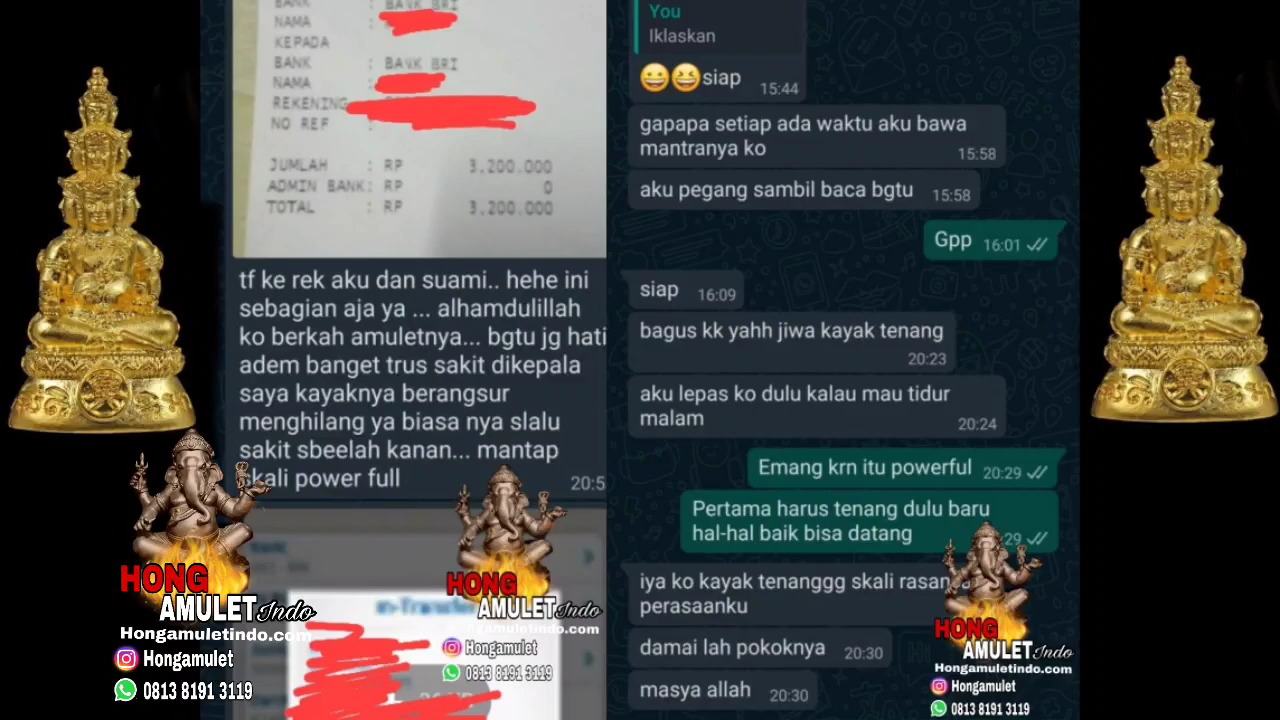 BANK : BANK BRI
NAMA :
KEPADA
BANK : BANK BRI
NAMA :
REKENING
NO REF :
JUMLAH : RP 3.200.000
ADMIN BANK: RP 0
TOTAL : RP 3.200.000
tf ke rek aku dan suami.. hehe ini
sebagian aja ya ... alhamdulillah
ko berkah amuletnya... bgtu jg hati
adem banget trus sakit dikepala
saya kayaknya berangsur
menghilang ya biasa nya slalu
sakit sbeelah kanan... mantap
skali power full
20:5
HONG
AMULET Indo
Hongamuletindo.com
Hongamulet
0813 8191 3119
HONG
AMULET Indo
Hongamulet
0813 8191 3119
You
Iklaskan
😀😆siap 15:44
gapapa setiap ada waktu aku bawa
mantranya ko
15:58
aku pegang sambil baca bgtu 15:58
Gpp 16:01
siap 16:09
bagus kk yahh jiwa kayak tenang
20:23
aku lepas ko dulu kalau mau tidur
malam
20:24
Emang krn itu powerful 20:29
Pertama harus tenang dulu baru
hal-hal baik bisa datang
29
iya ko kayak tenanggg skali
perasaanku
damai lah pokoknya 20:30
masya allah 20:30
HONG
AMULET Indo
Hongamuletindo.com
Hongamulet
0813 8191 3119